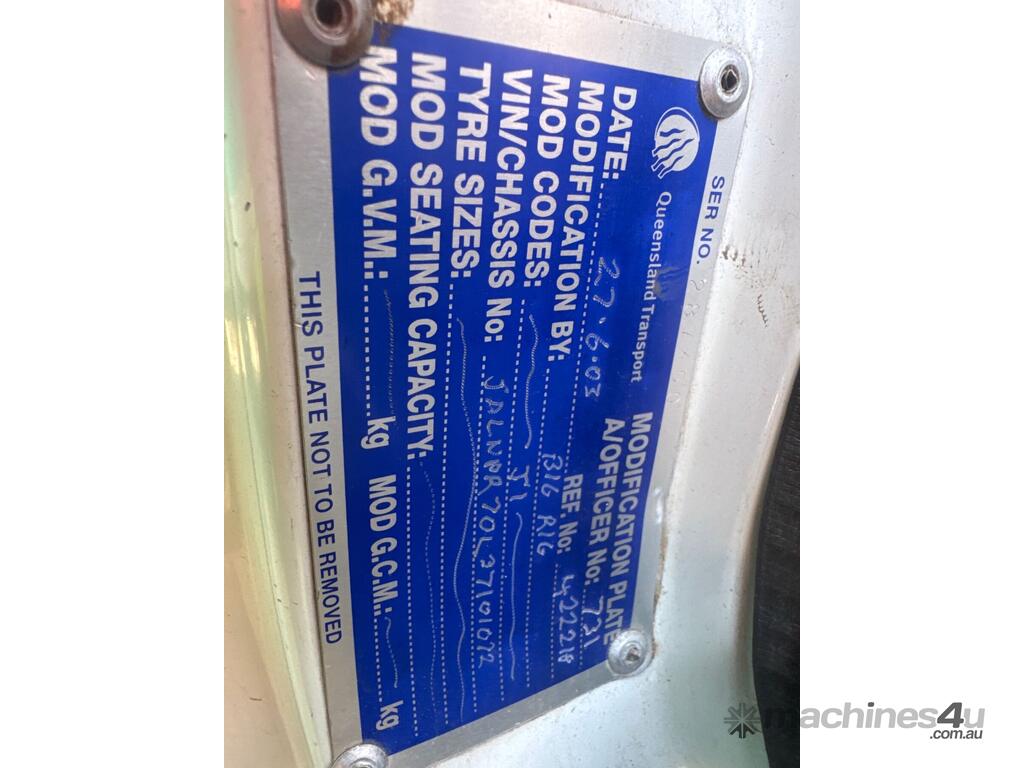 SER NO.
Queensland Transport MODIFICATION PLATE
A/OFFICER No: 731
DATE: 27.6.03 REF. No: 422218
MODIFICATION BY: BIG RIG
MOD CODES: J1
VIN/CHASSIS No: JALNPR70L37101072
TYRE SIZES:
MOD SEATING CAPACITY:
MOD G.V.M.: kg MOD G.C.M.: kg
THIS PLATE NOT TO BE REMOVED
machines4u
.com.au